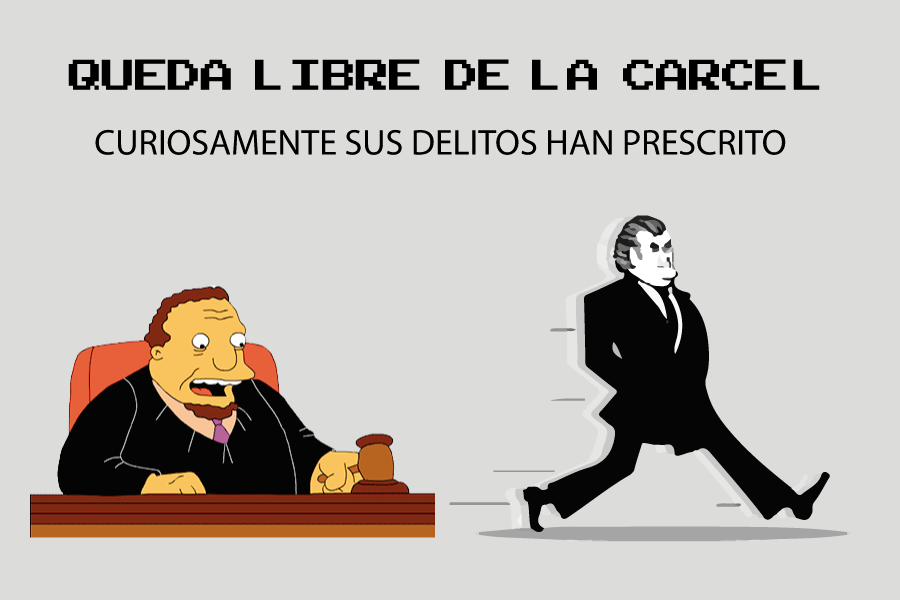 QUEDA LIBRE DE LA CARCEL
CURIOSAMENTE SUS DELITOS HAN PRESCRITO